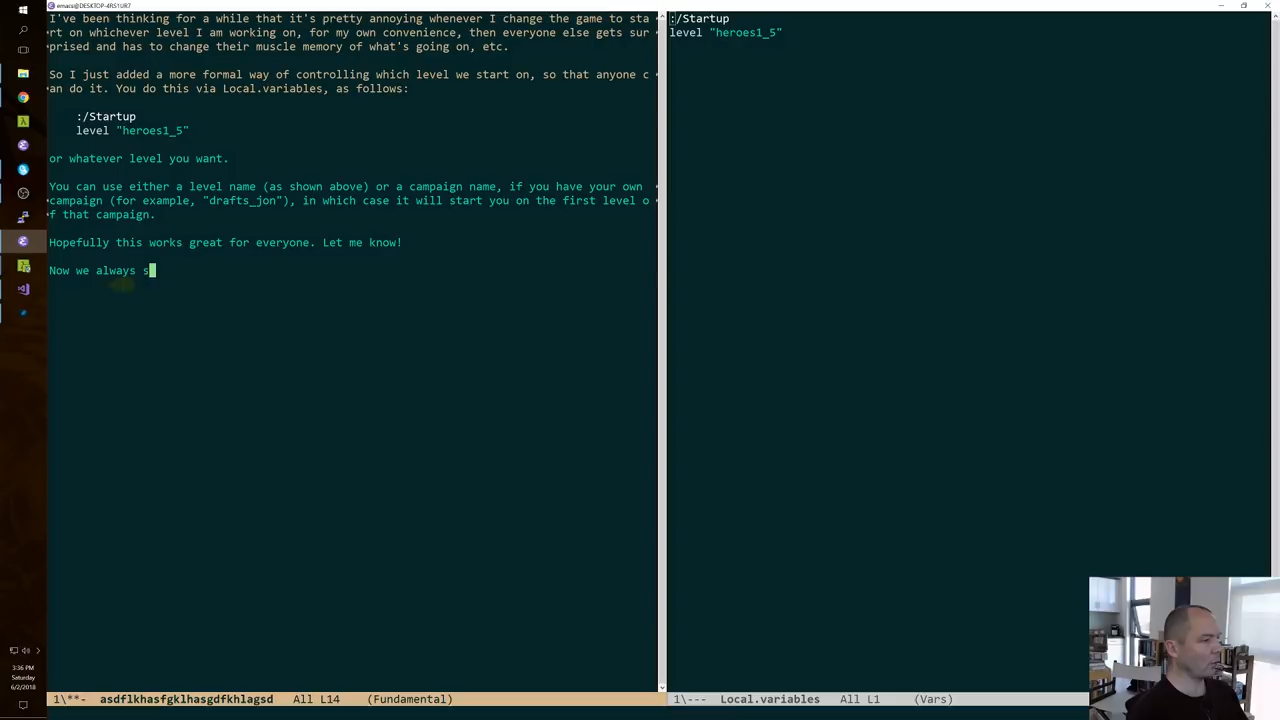 emacs@DESKTOP-4RS1UR7
I've been thinking for a while that it's pretty annoying whenever I change the game to sta
rt on whichever level I am working on, for my own convenience, then everyone else gets sur
prised and has to change their muscle memory of what's going on, etc.
So I just added a more formal way of controlling which level we start on, so that anyone c
an do it. You do this via Local.variables, as follows:
:/Startup
level "heroes1_5"
or whatever level you want.
You can use either a level name (as shown above) or a campaign name, if you have your own
campaign (for example, "drafts_jon"), in which case it will start you on the first level o
f that campaign.
Hopefully this works great for everyone. Let me know!
Now we always s
1\**-  asdflkhasfgklhasgdfkhlagsd   All L14    (Fundamental)
:/Startup
level "heroes1_5"
1\---  Local.variables   All L1     (Vars)
3:36 PM
Saturday
6/2/2018